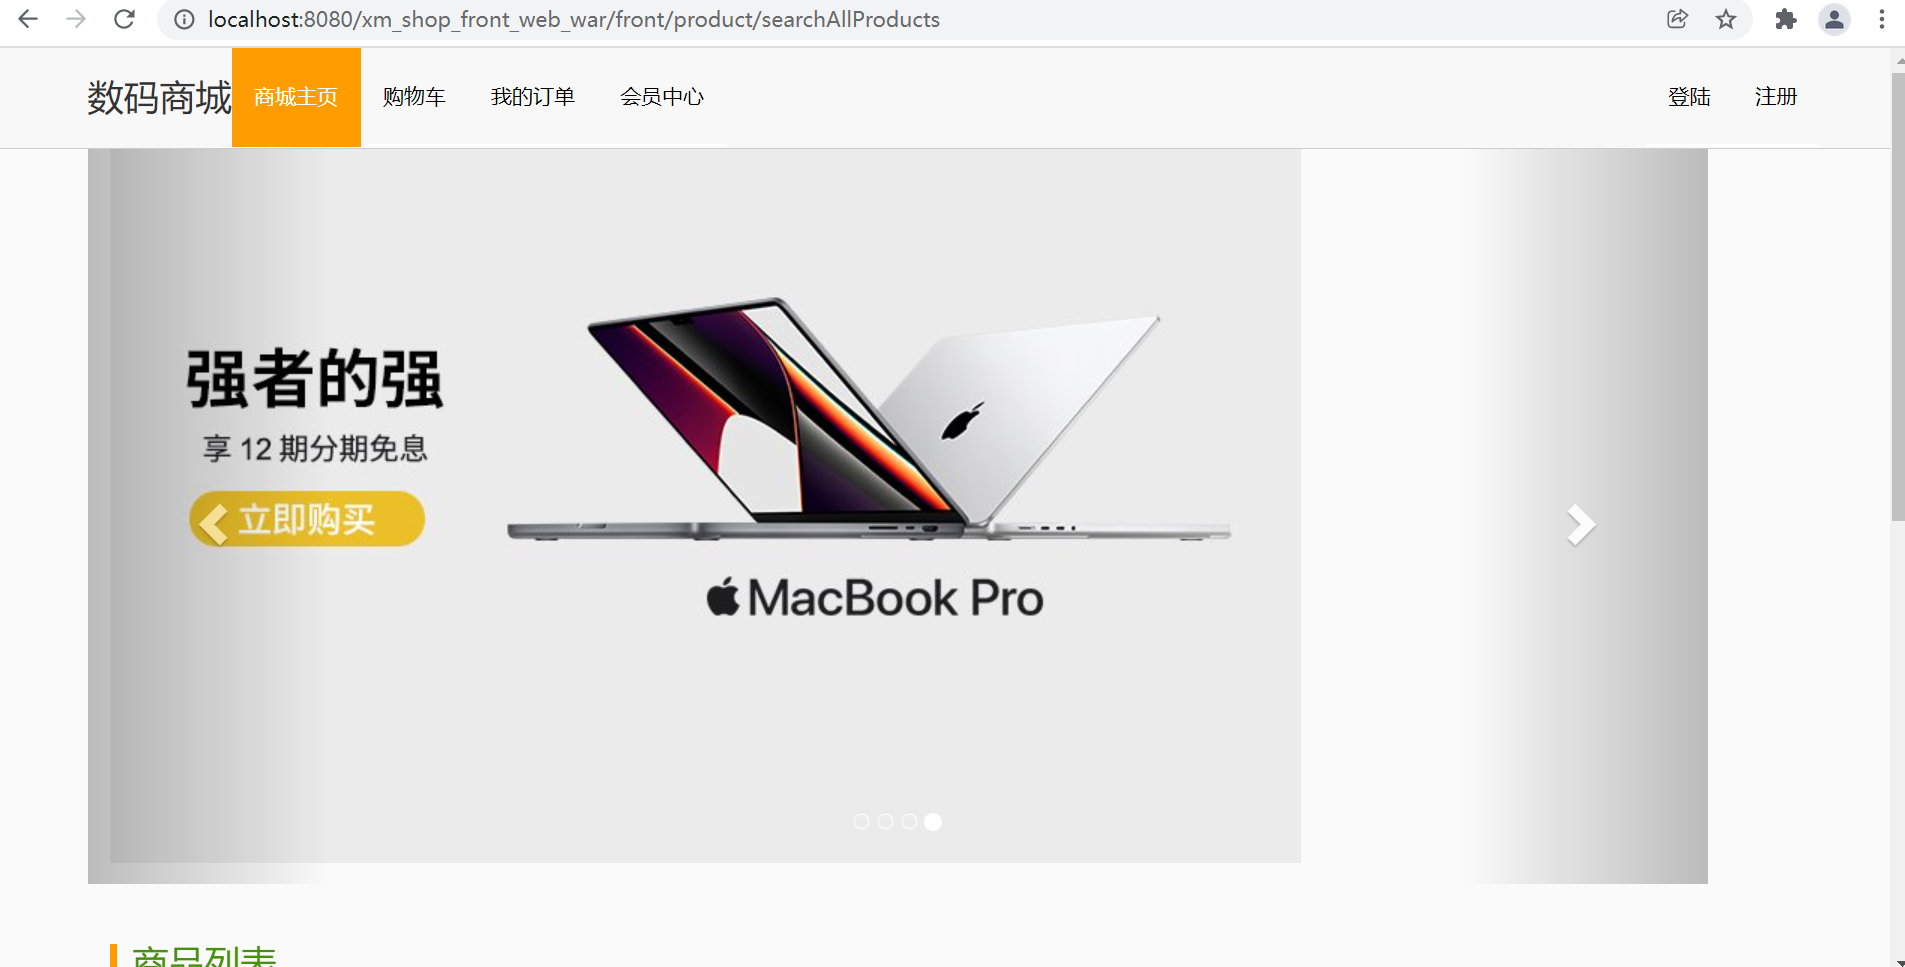 localhost:8080/xm_shop_front_web_war/front/product/searchAllProducts
数码商城 商城主页 购物车 我的订单 会员中心 登陆 注册
强者的强
享 12 期分期免息
立即购买
MacBook Pro
商品列表